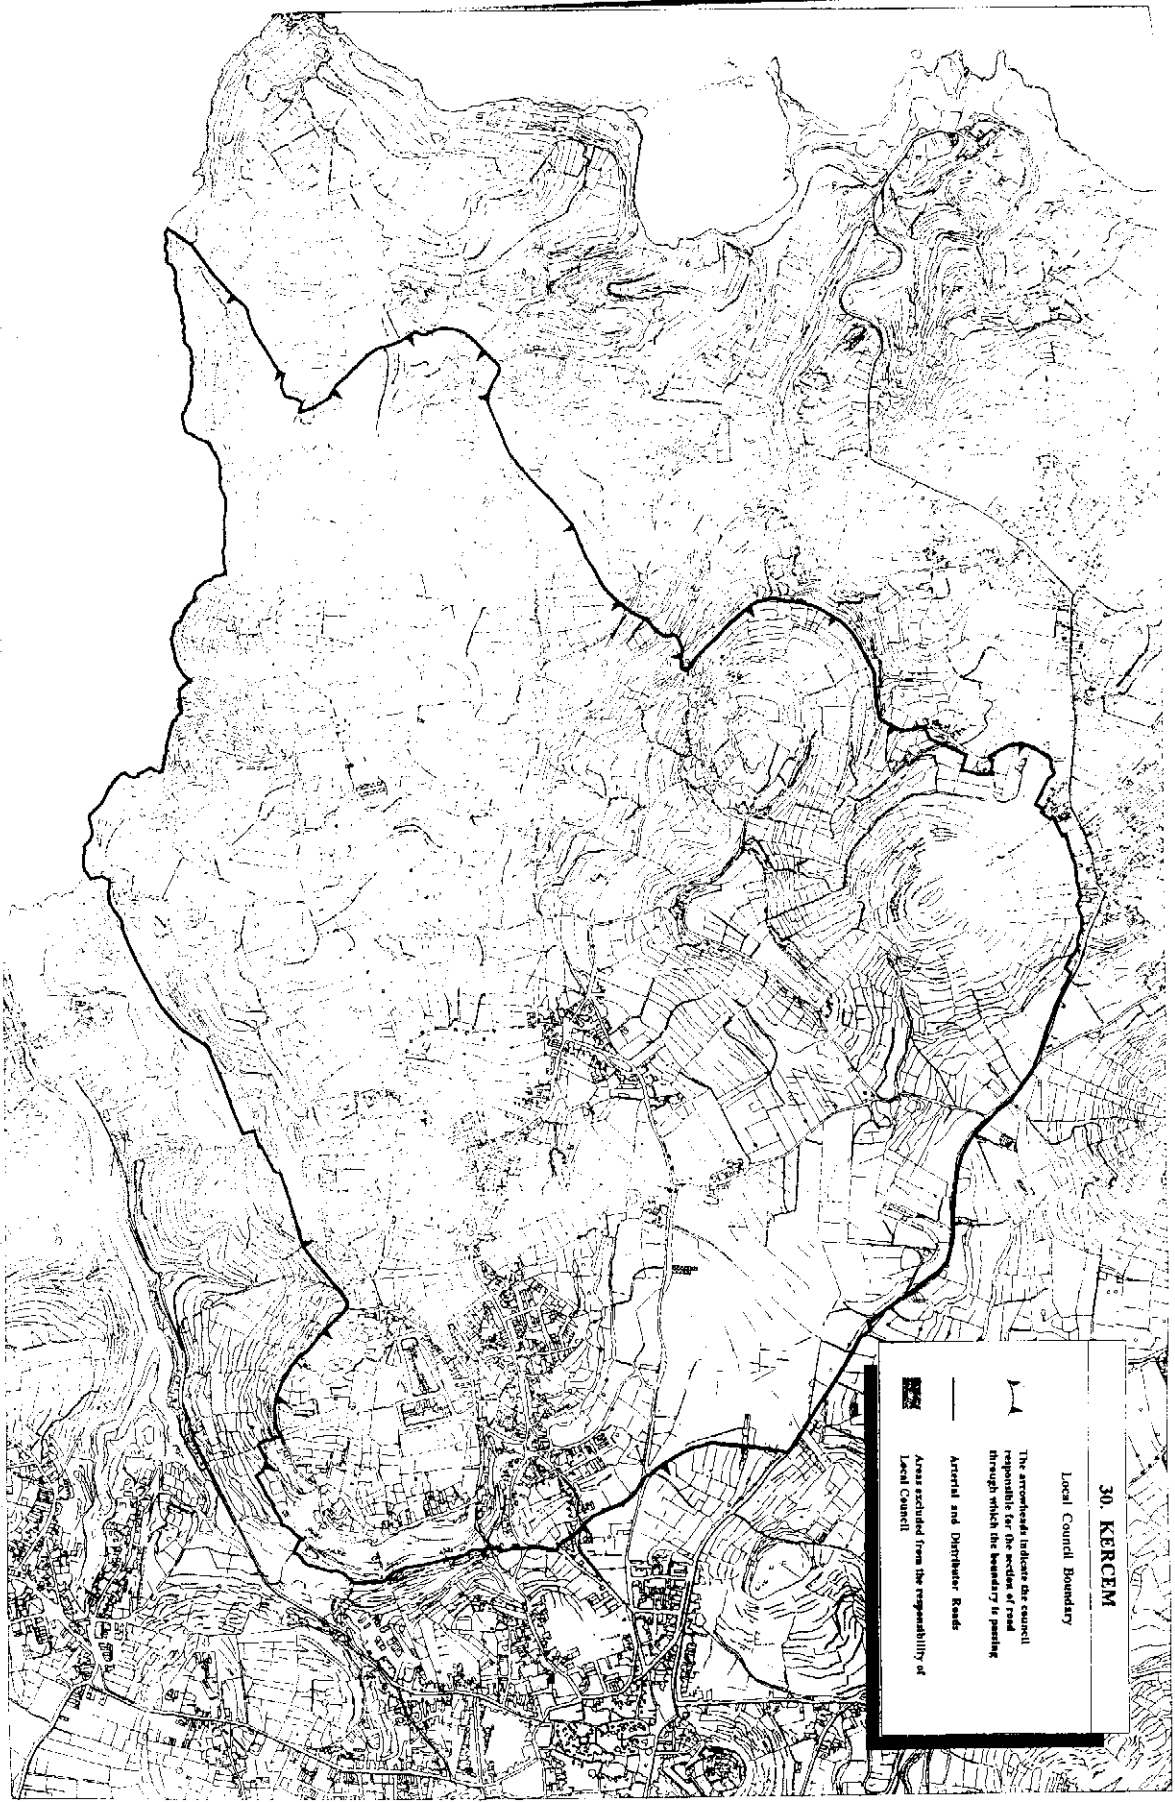 30. KERCEM
Local Council Boundary
The arrowheads indicate the council
responsible for the section of road
through which the boundary is passing
Arterial and Distributor Roads
Areas excluded from the responsibility of
Local Council